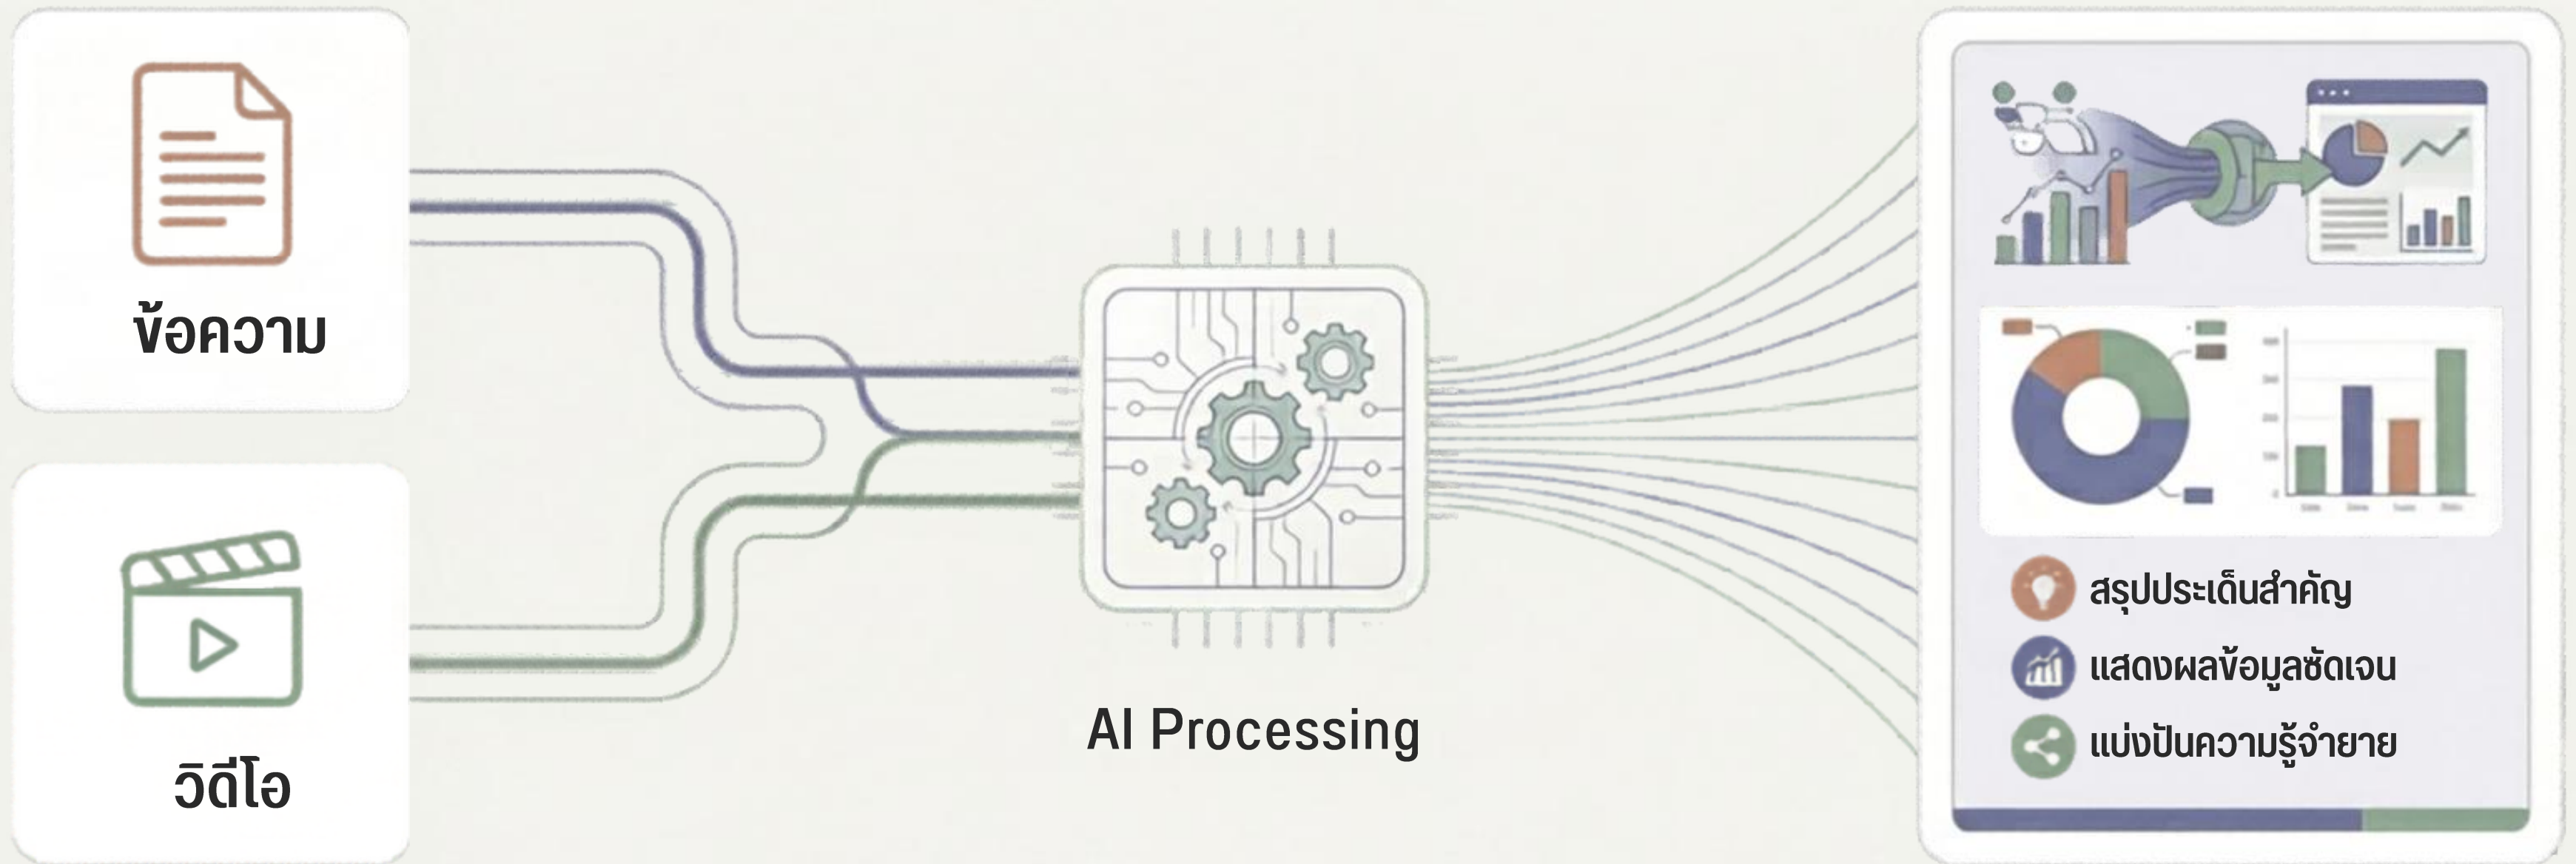 ข้อความ
วิดีโอ
AI Processing
สรุปประเด็นสำคัญ
แสดงผลข้อมูลชัดเจน
แบ่งปันความรู้จำยาย